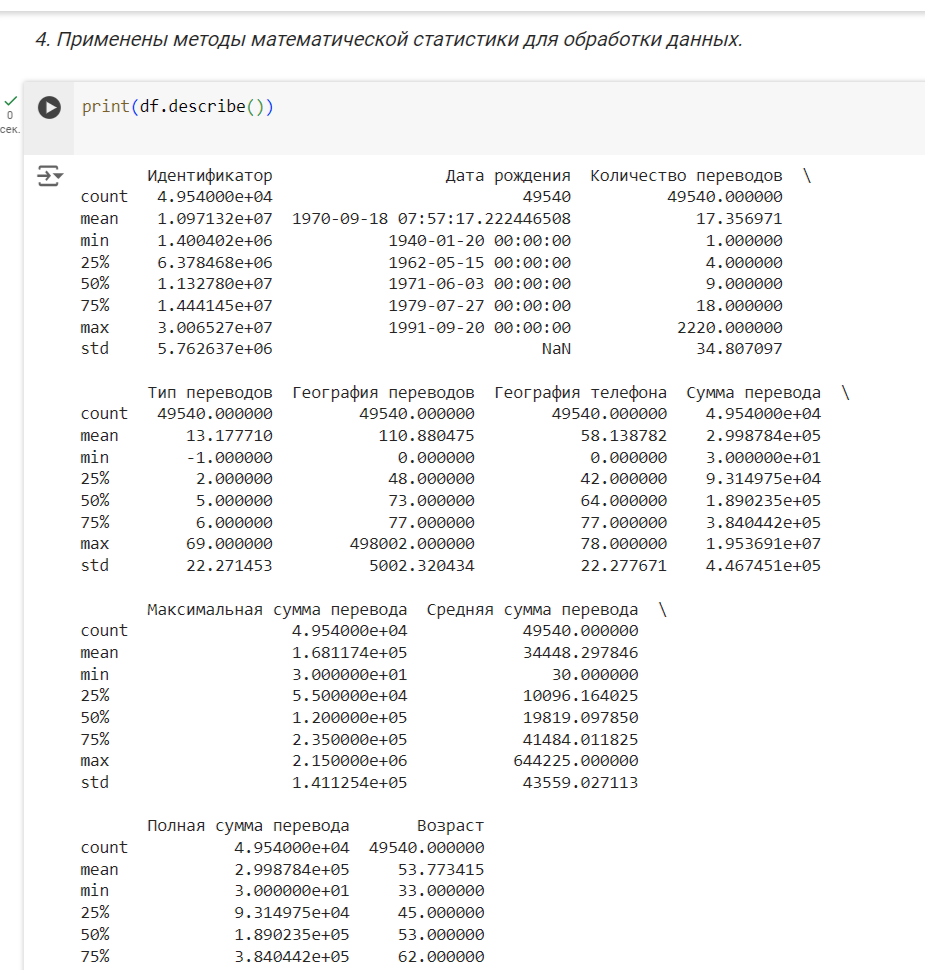 4. Применены методы математической статистики для обработки данных.
0
сек.
print(df.describe())
Идентификатор Дата рождения Количество переводов \
count 4.954000e+04 49540 49540.000000
mean 1.097132e+07 1970-09-18 07:57:17.222446508 17.356971
min 1.400402e+06 1940-01-20 00:00:00 1.000000
25% 6.378468e+06 1962-05-15 00:00:00 4.000000
50% 1.132780e+07 1971-06-03 00:00:00 9.000000
75% 1.444145e+07 1979-07-27 00:00:00 18.000000
max 3.006527e+07 1991-09-20 00:00:00 2220.000000
std 5.762637e+06 NaN 34.807097
Тип переводов География переводов География телефона Сумма перевода \
count 49540.000000 49540.000000 49540.000000 4.954000e+04
mean 13.177710 110.880475 58.138782 2.998784e+05
min -1.000000 0.000000 0.000000 3.000000e+01
25% 2.000000 48.000000 42.000000 9.314975e+04
50% 5.000000 73.000000 64.000000 1.890235e+05
75% 6.000000 77.000000 77.000000 3.840442e+05
max 69.000000 498002.000000 78.000000 1.953691e+07
std 22.271453 5002.320434 22.277671 4.467451e+05
Максимальная сумма перевода Средняя сумма перевода \
count 4.954000e+04 49540.000000
mean 1.681174e+05 34448.297846
min 3.000000e+01 30.000000
25% 5.500000e+04 10096.164025
50% 1.200000e+05 19819.097850
75% 2.350000e+05 41484.011825
max 2.150000e+06 644225.000000
std 1.411254e+05 43559.027113
Полная сумма перевода Возраст
count 4.954000e+04 49540.000000
mean 2.998784e+05 53.773415
min 3.000000e+01 33.000000
25% 9.314975e+04 45.000000
50% 1.890235e+05 53.000000
75% 3.840442e+05 62.000000